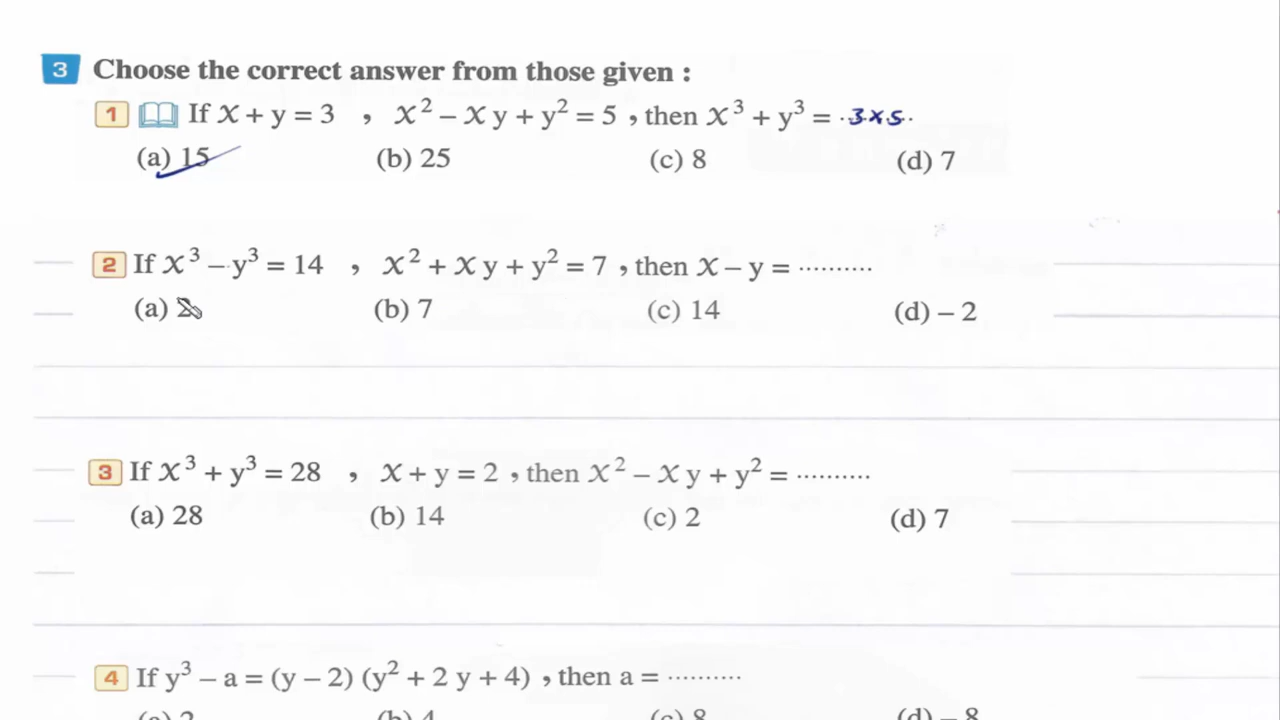 3 Choose the correct answer from those given :
1 If x + y = 3 , x² – x y + y² = 5 , then x³ + y³ = ·3×5··
(a) 15 (b) 25 (c) 8 (d) 7
2 If x³ – y³ = 14 , x² + x y + y² = 7 , then x – y = ··········
(a) (b) 7 (c) 14 (d) – 2
3 If x³ + y³ = 28 , x + y = 2 , then x² – x y + y² = ··········
(a) 28 (b) 14 (c) 2 (d) 7
4 If y³ – a = (y – 2) (y² + 2 y + 4) , then a = ··········
(a) 2 (b) 4 (c) 8 (d) – 8